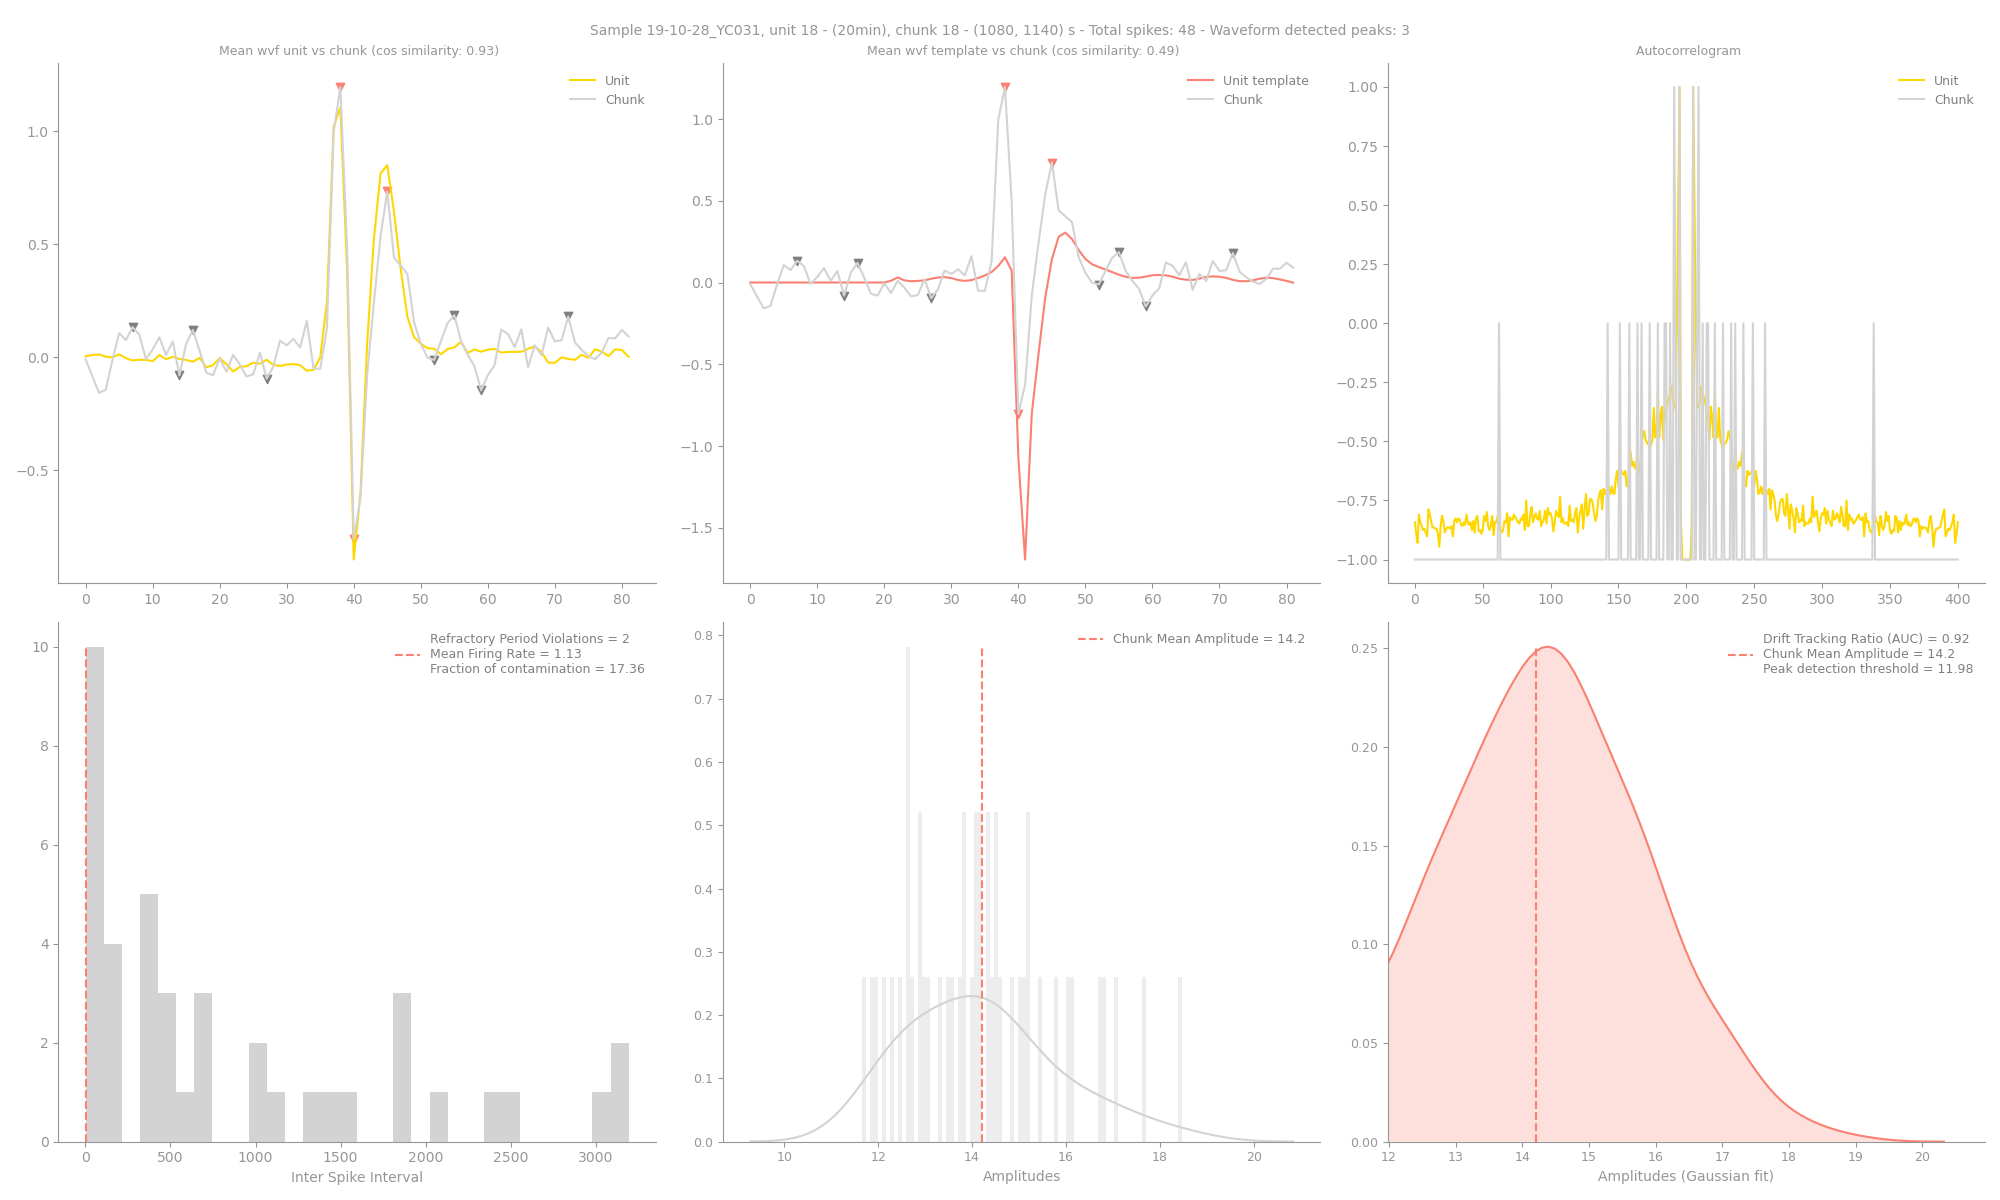 Sample 19-10-28_YC031, unit 18 - (20min), chunk 18 - (1080, 1140) s - Total spikes: 48 - Waveform detected peaks: 3
Mean wvf unit vs chunk (cos similarity: 0.93)
Unit
Chunk
1.0
0.5
0.0
−0.5
0 10 20 30 40 50 60 70 80
Mean wvf template vs chunk (cos similarity: 0.49)
Unit template
Chunk
1.0
0.5
0.0
−0.5
−1.0
−1.5
0 10 20 30 40 50 60 70 80
Autocorrelogram
Unit
Chunk
1.00
0.75
0.50
0.25
0.00
−0.25
−0.50
−0.75
−1.00
0 50 100 150 200 250 300 350 400
Refractory Period Violations = 2
Mean Firing Rate = 1.13
Fraction of contamination = 17.36
10
8
6
4
2
0
0 500 1000 1500 2000 2500 3000
Inter Spike Interval
Chunk Mean Amplitude = 14.2
0.8
0.7
0.6
0.5
0.4
0.3
0.2
0.1
0.0
10 12 14 16 18 20
Amplitudes
Drift Tracking Ratio (AUC) = 0.92
Chunk Mean Amplitude = 14.2
Peak detection threshold = 11.98
0.25
0.20
0.15
0.10
0.05
0.00
12 13 14 15 16 17 18 19 20
Amplitudes (Gaussian fit)